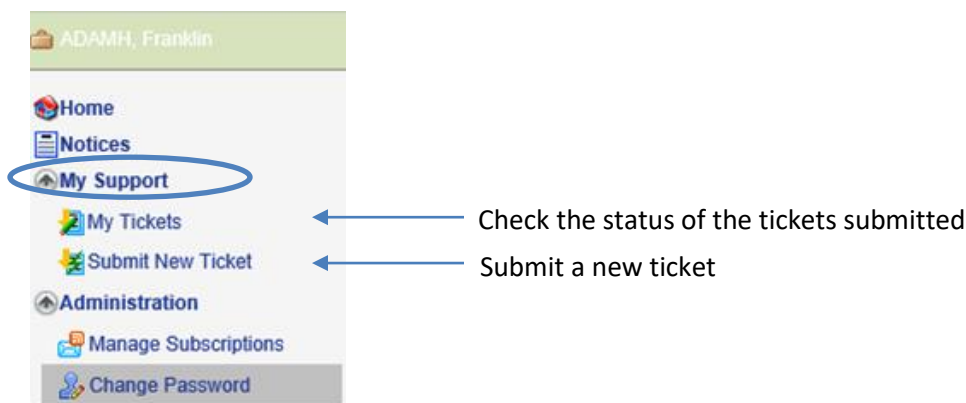 ADAMH, Franklin
Home
Notices
My Support
My Tickets
Check the status of the tickets submitted
Submit New Ticket
Submit a new ticket
Administration
Manage Subscriptions
Change Password